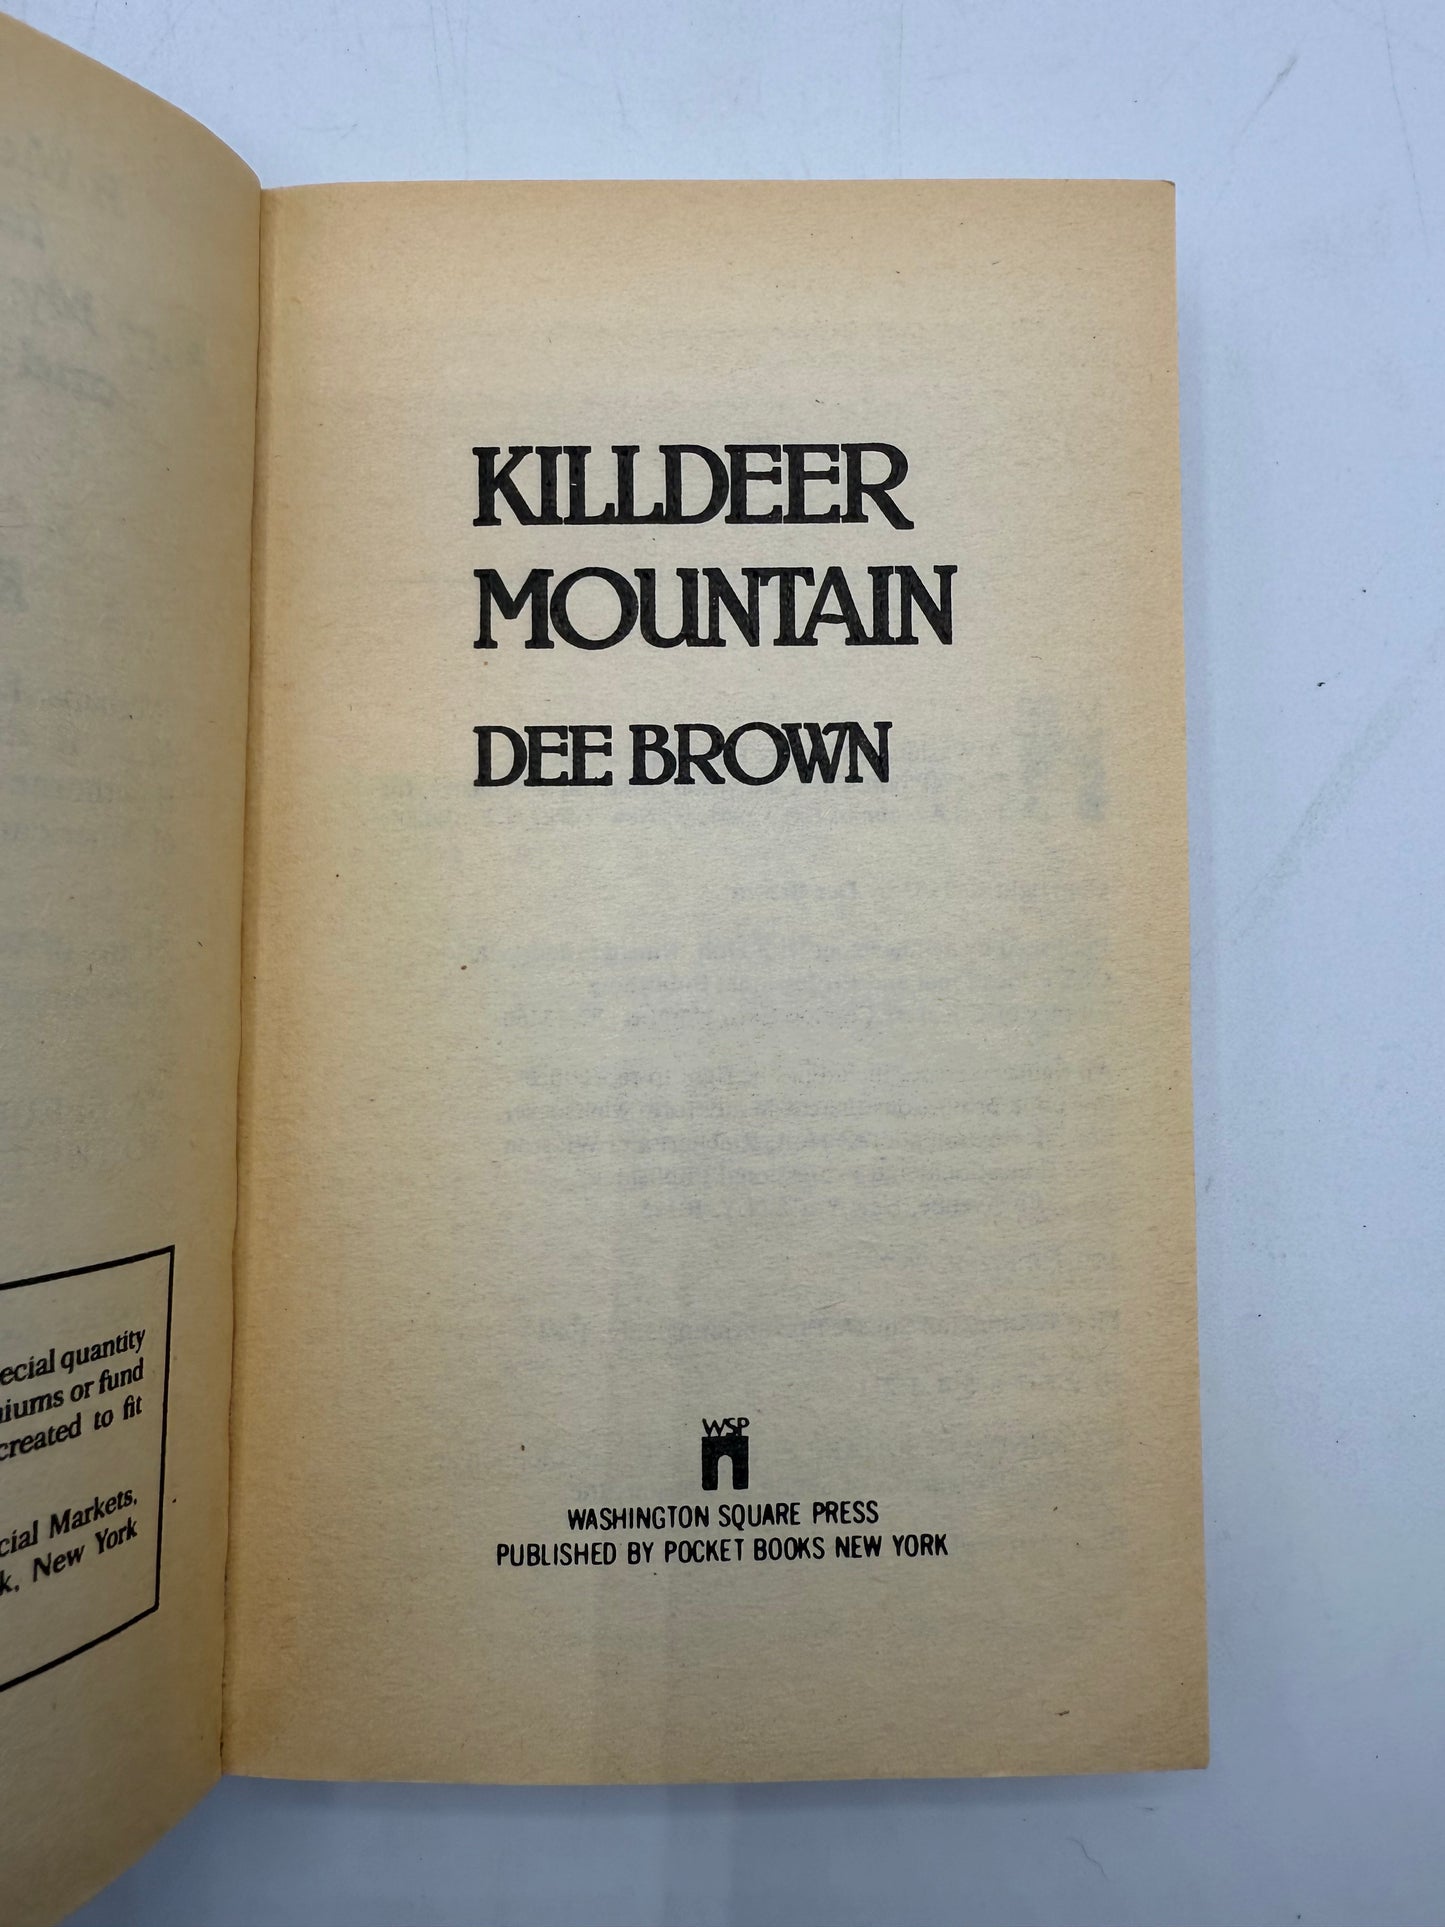 ecial quantity
iums or fund
created to fit
cial Markets,
k, New York
KILLDEER
MOUNTAIN
DEE BROWN
WSP
WASHINGTON SQUARE PRESS
PUBLISHED BY POCKET BOOKS NEW YORK